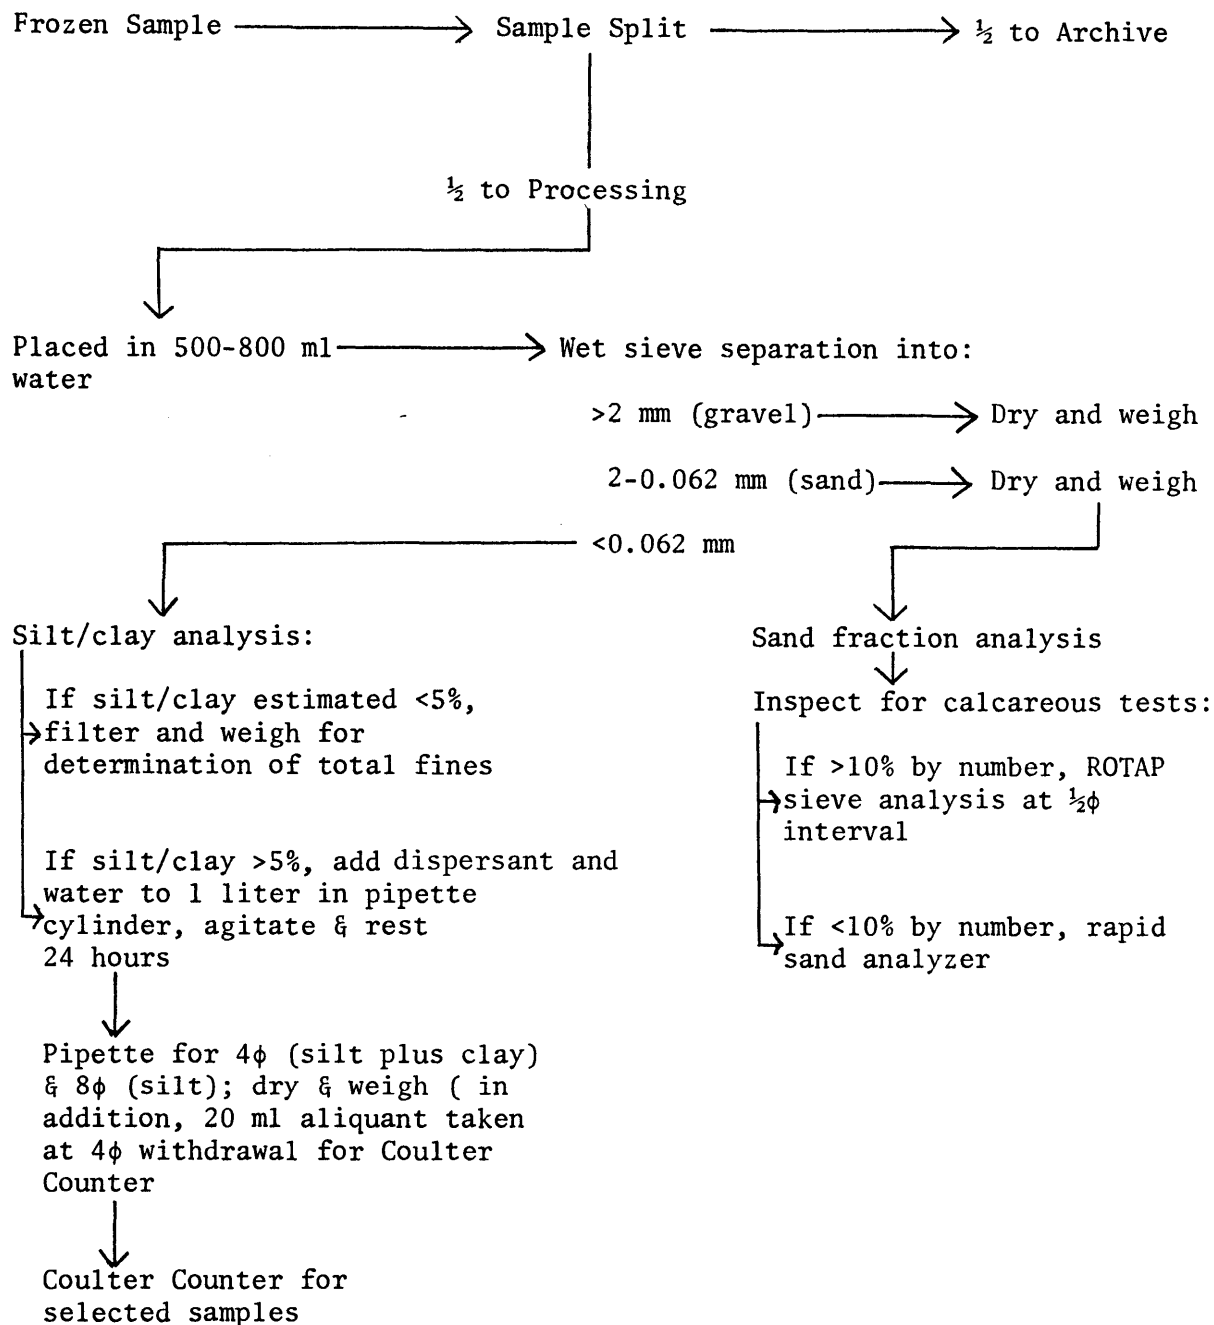 Frozen Sample
Sample Split
½ to Archive
½ to Processing
Placed in 500-800 ml
water
Wet sieve separation into:
>2 mm (gravel)
Dry and weigh
2-0.062 mm (sand)
Dry and weigh
<0.062 mm
Silt/clay analysis:
If silt/clay estimated <5%,
filter and weigh for
determination of total fines
If silt/clay >5%, add dispersant and
water to 1 liter in pipette
cylinder, agitate & rest
24 hours
Pipette for 4ϕ (silt plus clay)
& 8ϕ (silt); dry & weigh ( in
addition, 20 ml aliquant taken
at 4ϕ withdrawal for Coulter
Counter
Coulter Counter for
selected samples
Sand fraction analysis
Inspect for calcareous tests:
If >10% by number, ROTAP
sieve analysis at ½ϕ
interval
If <10% by number, rapid
sand analyzer